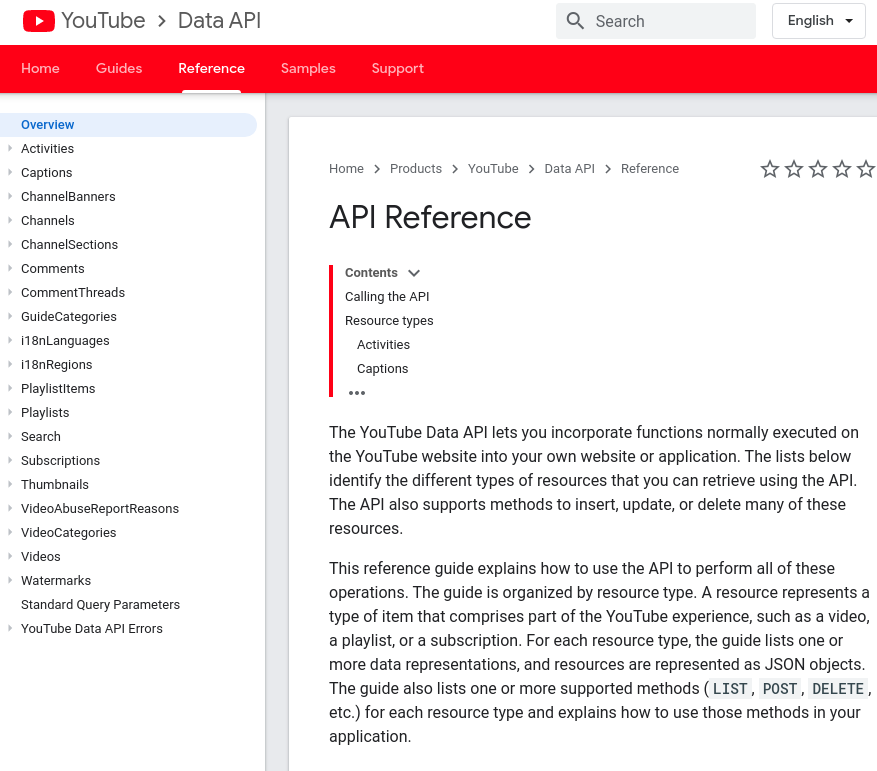 YouTube > Data API
Search
English
Home Guides Reference Samples Support
Overview
Activities
Captions
ChannelBanners
Channels
ChannelSections
Comments
CommentThreads
GuideCategories
i18nLanguages
i18nRegions
PlaylistItems
Playlists
Search
Subscriptions
Thumbnails
VideoAbuseReportReasons
VideoCategories
Videos
Watermarks
Standard Query Parameters
YouTube Data API Errors
Home > Products > YouTube > Data API > Reference
API Reference
Contents
Calling the API
Resource types
Activities
Captions
The YouTube Data API lets you incorporate functions normally executed on
the YouTube website into your own website or application. The lists below
identify the different types of resources that you can retrieve using the API.
The API also supports methods to insert, update, or delete many of these
resources.
This reference guide explains how to use the API to perform all of these
operations. The guide is organized by resource type. A resource represents a
type of item that comprises part of the YouTube experience, such as a video,
a playlist, or a subscription. For each resource type, the guide lists one or
more data representations, and resources are represented as JSON objects.
The guide also lists one or more supported methods (LIST, POST, DELETE,
etc.) for each resource type and explains how to use those methods in your
application.